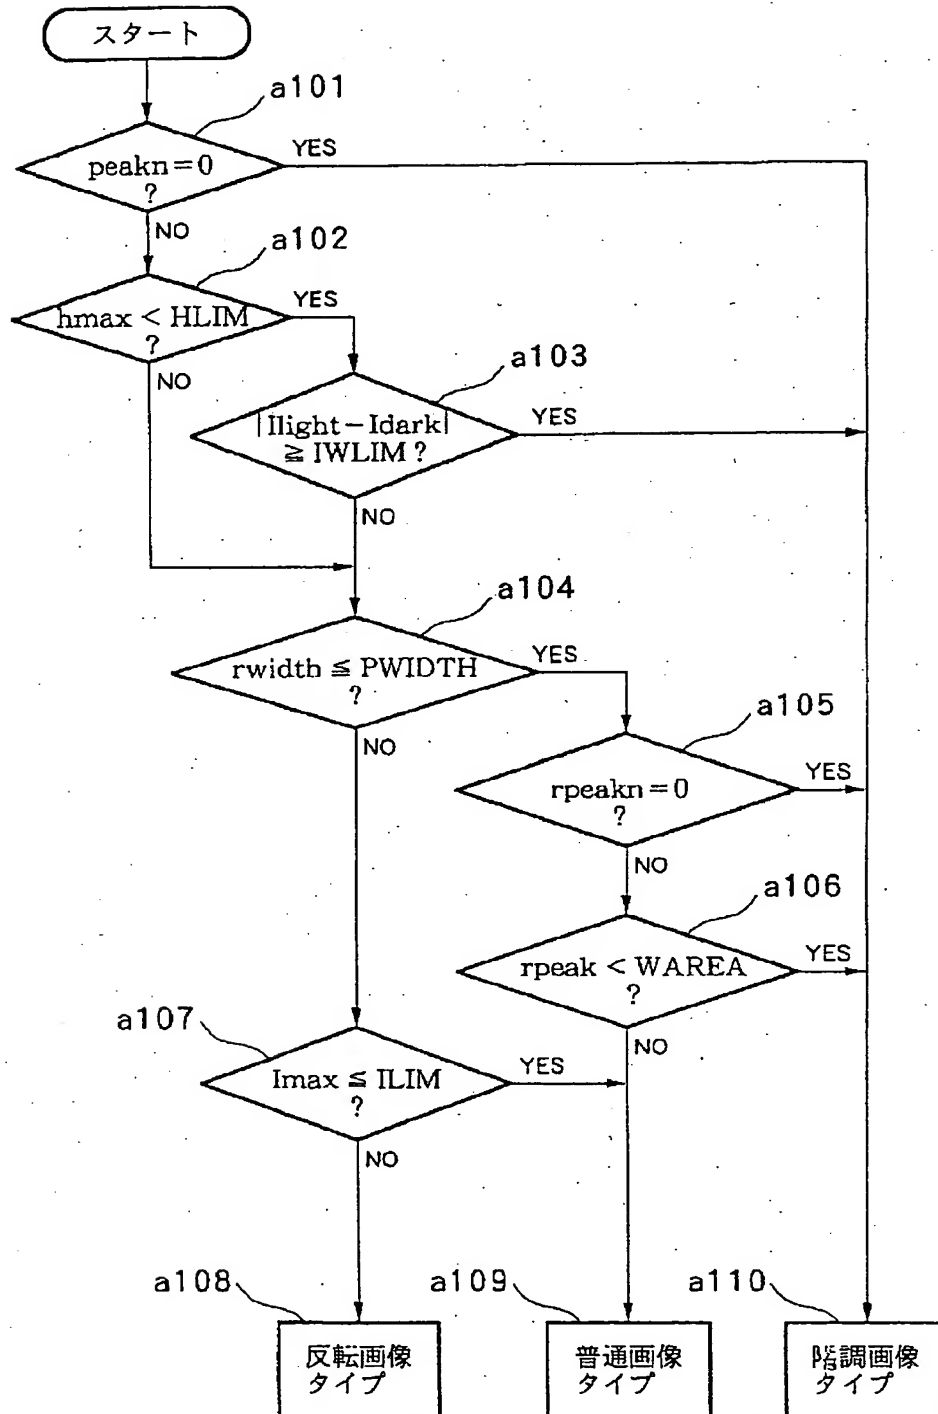 スタート
a101
peakn=0
?
YES
NO
a102
hmax < HLIM
?
YES
NO
a103
|Ilight-Idark|
≧ IWLIM ?
YES
NO
a104
rwidth ≦ PWIDTH
?
YES
NO
a105
rpeakn=0
?
YES
NO
a106
rpeak < WAREA
?
YES
NO
a107
Imax ≦ ILIM
?
YES
NO
a108
反転画像
タイプ
a109
普通画像
タイプ
a110
階調画像
タイプ